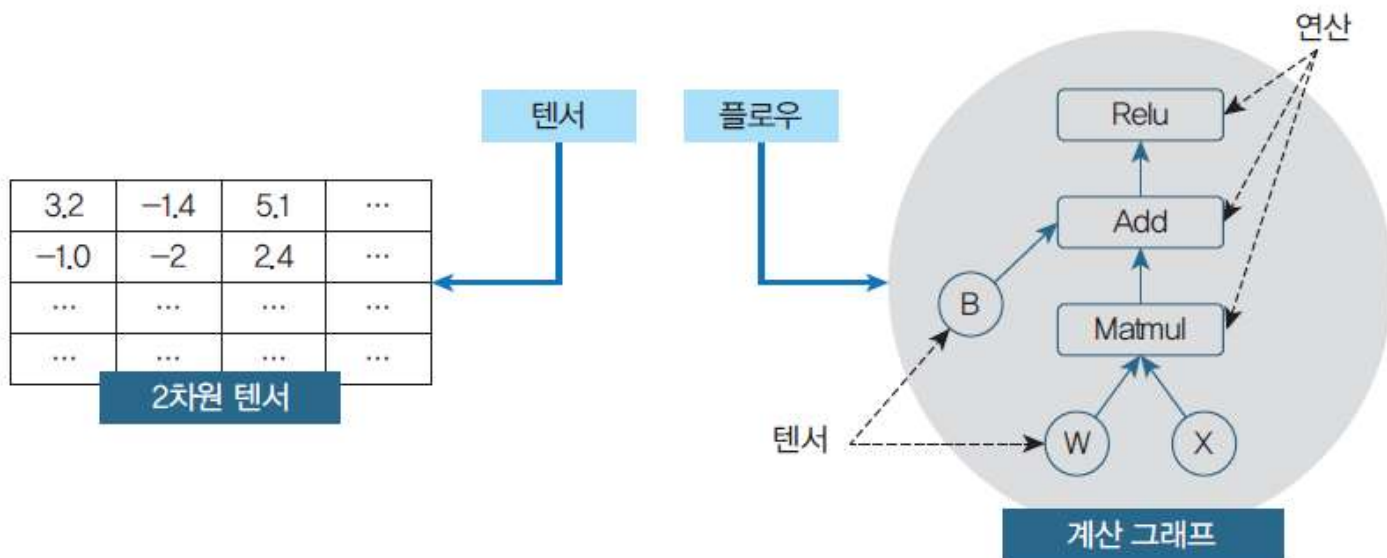 연산
텐서
플로우
Relu
3.2 −1.4 5.1 …
Add
−1.0 −2 2.4 …
… … … …
B
Matmul
… … … …
2차원 텐서
텐서
W
X
계산 그래프